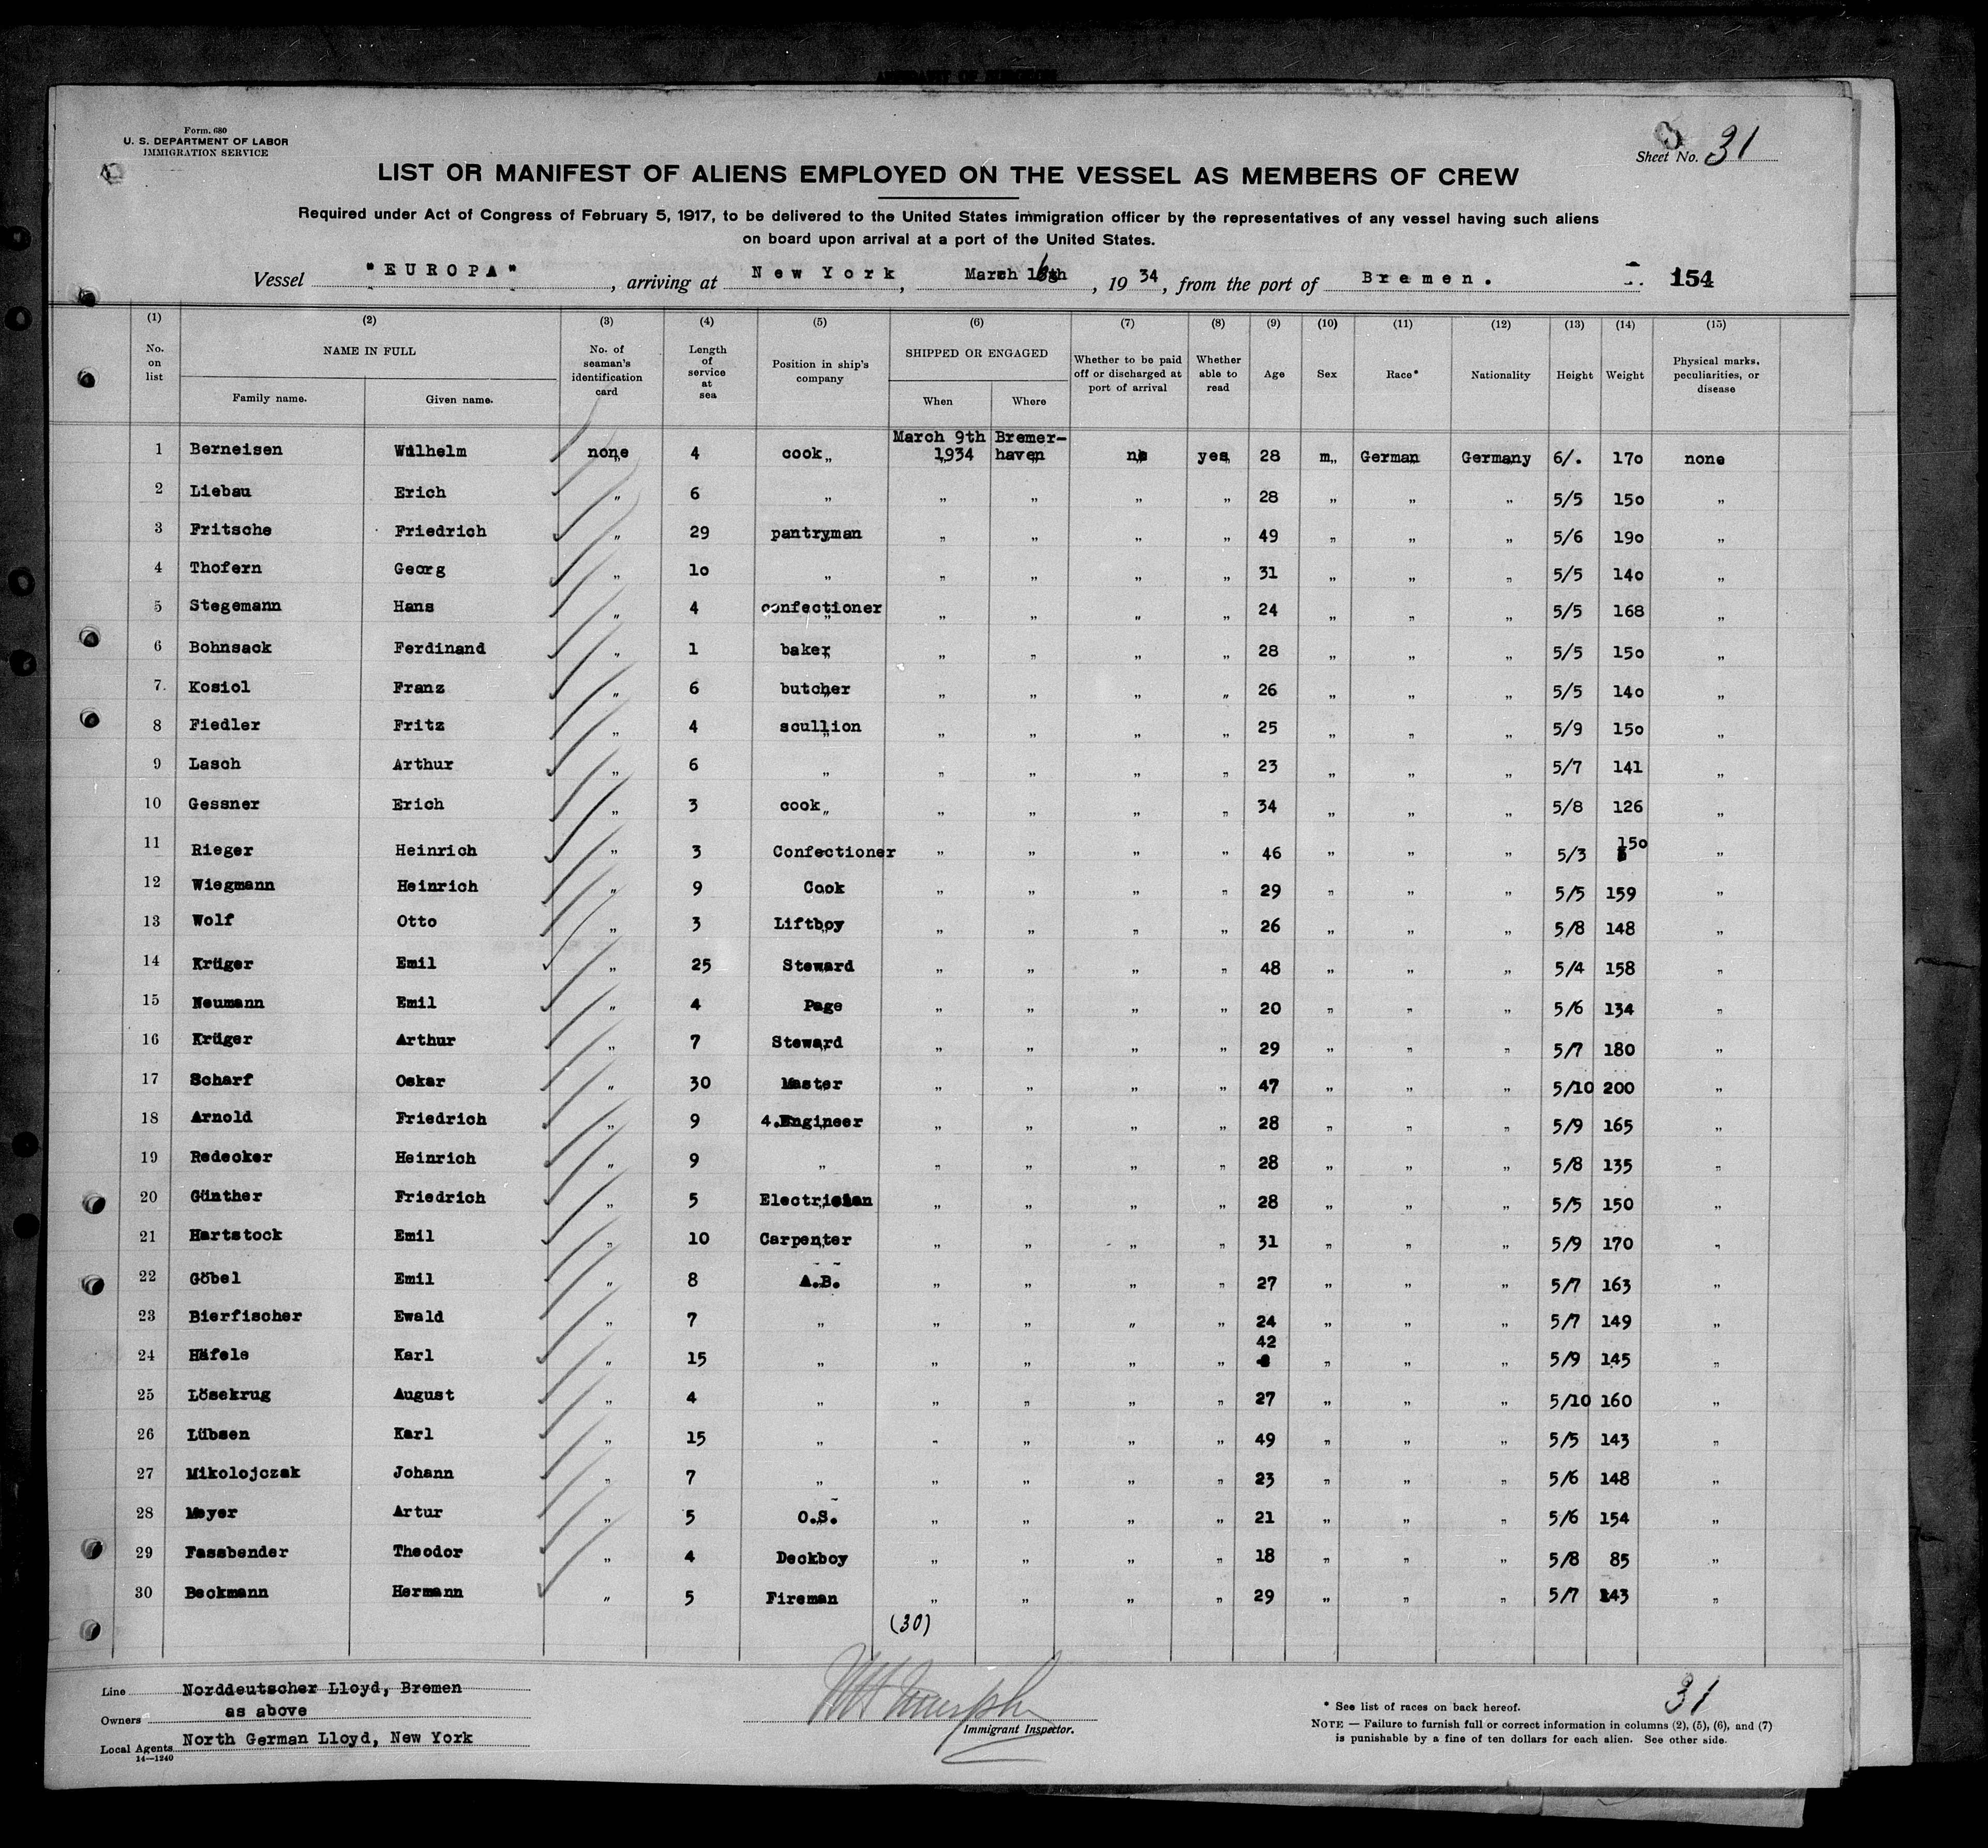 Form. 680
U. S. DEPARTMENT OF LABOR
IMMIGRATION SERVICE
Sheet No. 31
LIST OR MANIFEST OF ALIENS EMPLOYED ON THE VESSEL AS MEMBERS OF CREW
Required under Act of Congress of February 5, 1917, to be delivered to the United States immigration officer by the representatives of any vessel having such aliens
on board upon arrival at a port of the United States.
Vessel "EUROPA", arriving at New York, March 16th, 1934, from the port of Bremen. 154
(1) (2) (3) (4) (5) (6) (7) (8) (9) (10) (11) (12) (13) (14) (15)
No. on list NAME IN FULL Family name. Given name. No. of seaman's identification card Length of service at sea Position in ship's company SHIPPED OR ENGAGED When Where Whether to be paid off or discharged at port of arrival Whether able to read Age Sex Race* Nationality Height Weight Physical marks, peculiarities, or disease
1 Berneisen Wilhelm none 4 cook March 9th 1934 Bremer-haven no yes 28 m German Germany 6/. 170 none
2 Liebau Erich „ 6 „ „ „ „ „ 28 „ „ „ 5/5 150 „
3 Fritsche Friedrich „ 29 pantryman „ „ „ „ 49 „ „ „ 5/6 190 „
4 Thofern Georg „ 10 „ „ „ „ „ 31 „ „ „ 5/5 140 „
5 Stegemann Hans „ 4 confectioner „ „ „ „ 24 „ „ „ 5/5 168 „
6 Bohnsack Ferdinand „ 1 baker „ „ „ „ 28 „ „ „ 5/5 150 „
7. Kosiol Franz „ 6 butcher „ „ „ „ 26 „ „ „ 5/5 140 „
8 Fiedler Fritz „ 4 scullion „ „ „ „ 25 „ „ „ 5/9 150 „
9 Lasch Arthur „ 6 „ „ „ „ „ 23 „ „ „ 5/7 141 „
10 Gessner Erich „ 3 cook „ „ „ „ 34 „ „ „ 5/8 126 „
11 Rieger Heinrich „ 3 Confectioner „ „ „ „ 46 „ „ „ 5/3 150 „
12 Wiegmann Heinrich „ 9 Cook „ „ „ „ 29 „ „ „ 5/5 159 „
13 Wolf Otto „ 3 Liftboy „ „ „ „ 26 „ „ „ 5/8 148 „
14 Krüger Emil „ 25 Steward „ „ „ „ 48 „ „ „ 5/4 158 „
15 Neumann Emil „ 4 Page „ „ „ „ 20 „ „ „ 5/6 134 „
16 Krüger Arthur „ 7 Steward „ „ „ „ 29 „ „ „ 5/7 180 „
17 Scharf Oskar „ 30 Master „ „ „ „ 47 „ „ „ 5/10 200 „
18 Arnold Friedrich „ 9 4.Engineer „ „ „ „ 28 „ „ „ 5/9 165 „
19 Redecker Heinrich „ 9 „ „ „ „ „ 28 „ „ „ 5/8 135 „
20 Günther Friedrich „ 5 Electrician „ „ „ „ 28 „ „ „ 5/5 150 „
21 Hartstock Emil „ 10 Carpenter „ „ „ „ 31 „ „ „ 5/9 170 „
22 Göbel Emil „ 8 A.B. „ „ „ „ 27 „ „ „ 5/7 163 „
23 Bierfischer Ewald „ 7 „ „ „ „ „ 24 „ „ „ 5/7 149 „
24 Häfele Karl „ 15 „ „ „ „ „ 42 „ „ „ 5/9 145 „
25 Lösekrug August „ 4 „ „ „ „ „ 27 „ „ „ 5/10 160 „
26 Lübsen Karl „ 15 „ „ „ „ „ 49 „ „ „ 5/5 143 „
27 Mikolojczak Johann „ 7 „ „ „ „ „ 23 „ „ „ 5/6 148 „
28 Meyer Artur „ 5 O.S. „ „ „ „ 21 „ „ „ 5/6 154 „
29 Fassbender Theodor „ 4 Deckboy „ „ „ „ 18 „ „ „ 5/8 85 „
30 Beckmann Hermann „ 5 Fireman „ „ „ „ 29 „ „ „ 5/7 143 „
(30)
Line Norddeutscher Lloyd, Bremen
Owners as above
Local Agents North German Lloyd, New York
14—1240
Immigrant Inspector.
31
* See list of races on back hereof.
NOTE — Failure to furnish full or correct information in columns (2), (5), (6), and (7)
is punishable by a fine of ten dollars for each alien. See other side.